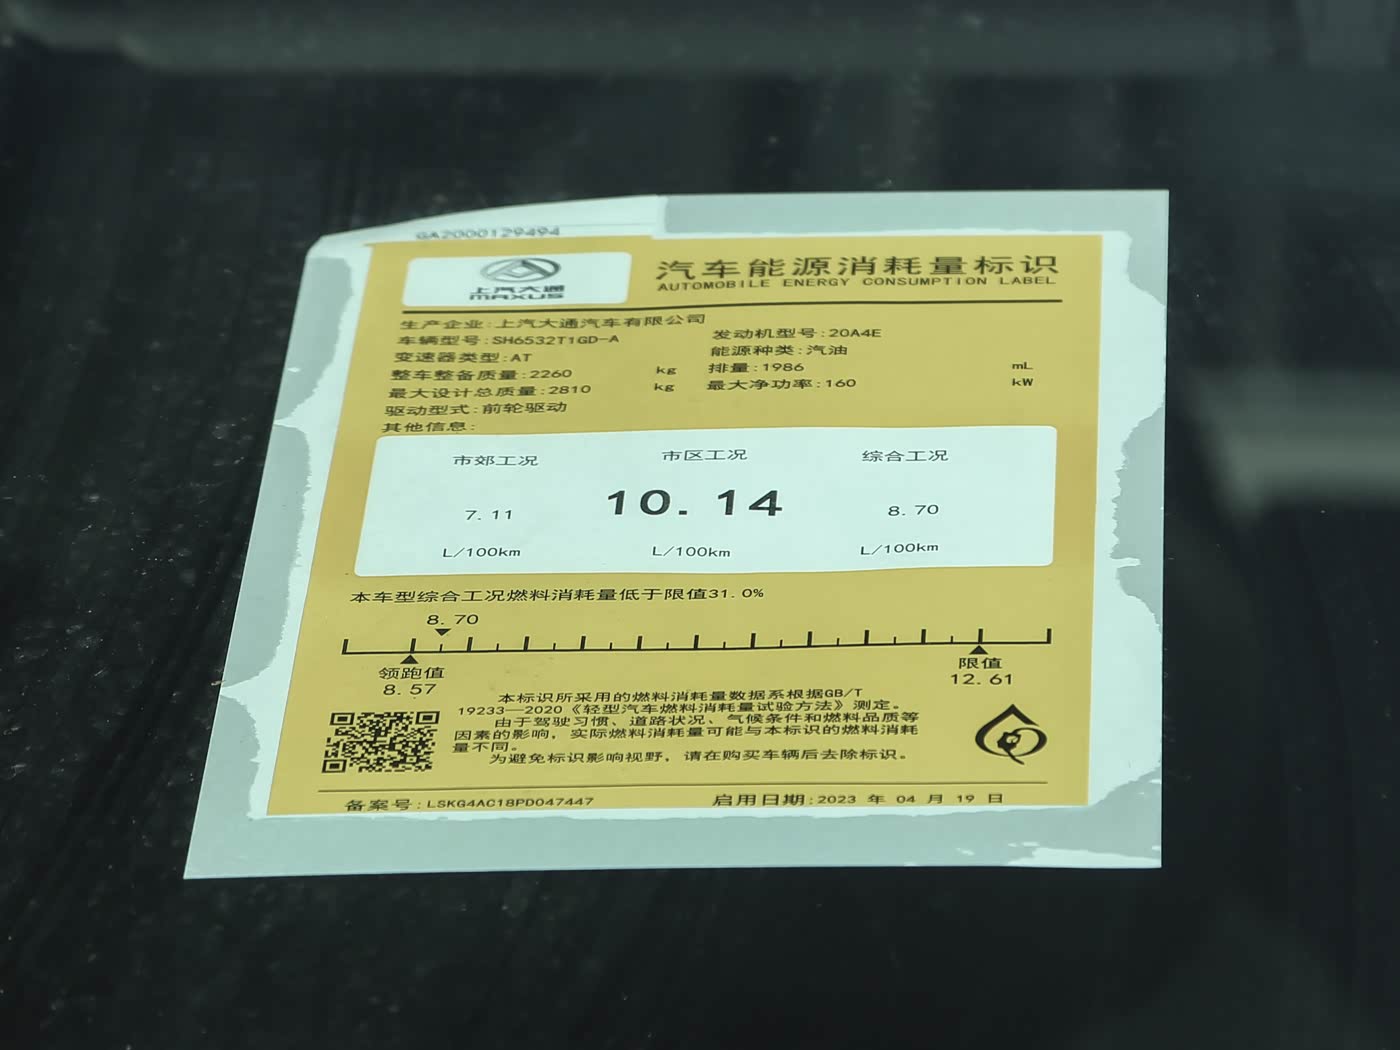 GA2000129494
上汽大通
MAXUS
汽车能源消耗量标识
AUTOMOBILE ENERGY CONSUMPTION LABEL
生产企业:上汽大通汽车有限公司
车辆型号:SH6532T1GD-A
发动机型号:20A4E
变速器类型:AT
能源种类:汽油
整车整备质量:2260 kg
排量:1986 mL
最大设计总质量:2810 kg
最大净功率:160 kW
驱动型式:前轮驱动
其他信息:
市郊工况 市区工况 综合工况
7.11 10.14 8.70
L/100km L/100km L/100km
本车型综合工况燃料消耗量低于限值31.0%
8.70
领跑值 限值
8.57 12.61
本标识所采用的燃料消耗量数据系根据GB/T
19233—2020《轻型汽车燃料消耗量试验方法》测定。
由于驾驶习惯、道路状况、气候条件和燃料品质等
因素的影响，实际燃料消耗量可能与本标识的燃料消耗
量不同。
为避免标识影响视野，请在购买车辆后去除标识。
备案号:LSKG4AC18PD047447 启用日期:2023 年 04 月 19 日